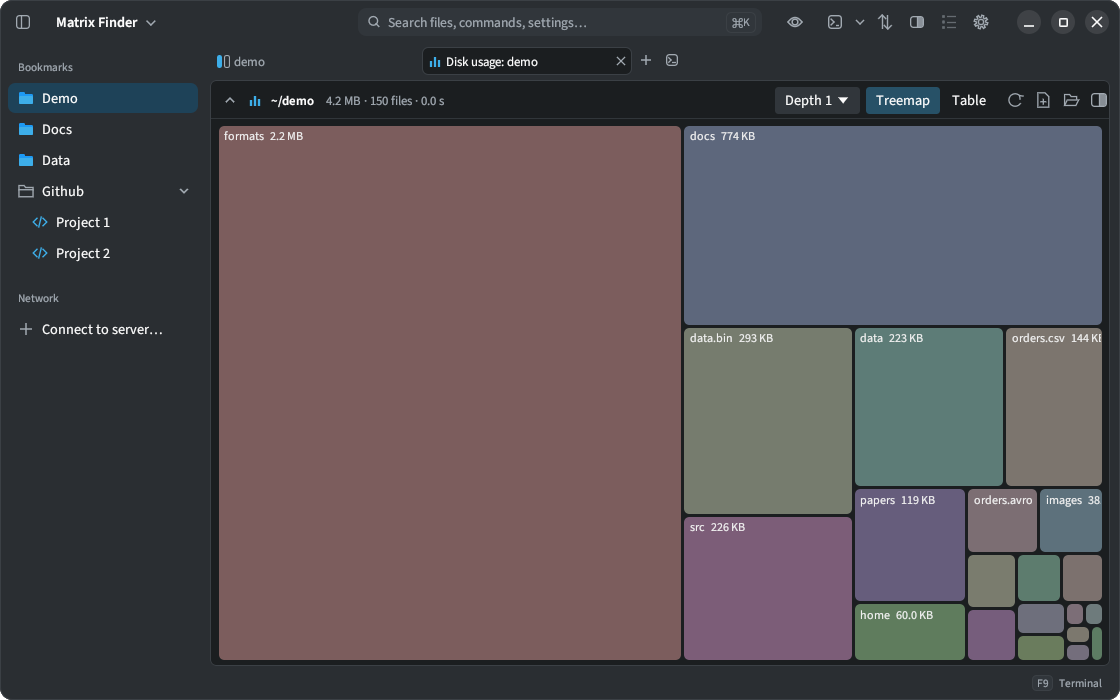 Matrix Finder
Search files, commands, settings…
⌘K
Bookmarks
Demo
Docs
Data
Github
Project 1
Project 2
Network
Connect to server…
demo
Disk usage: demo
~/demo 4.2 MB · 150 files · 0.0 s
Depth 1
Treemap
Table
formats 2.2 MB
docs 774 KB
data.bin 293 KB
data 223 KB
orders.csv 144 KB
src 226 KB
papers 119 KB
orders.avro
images 38
home 60.0 KB
F9 Terminal